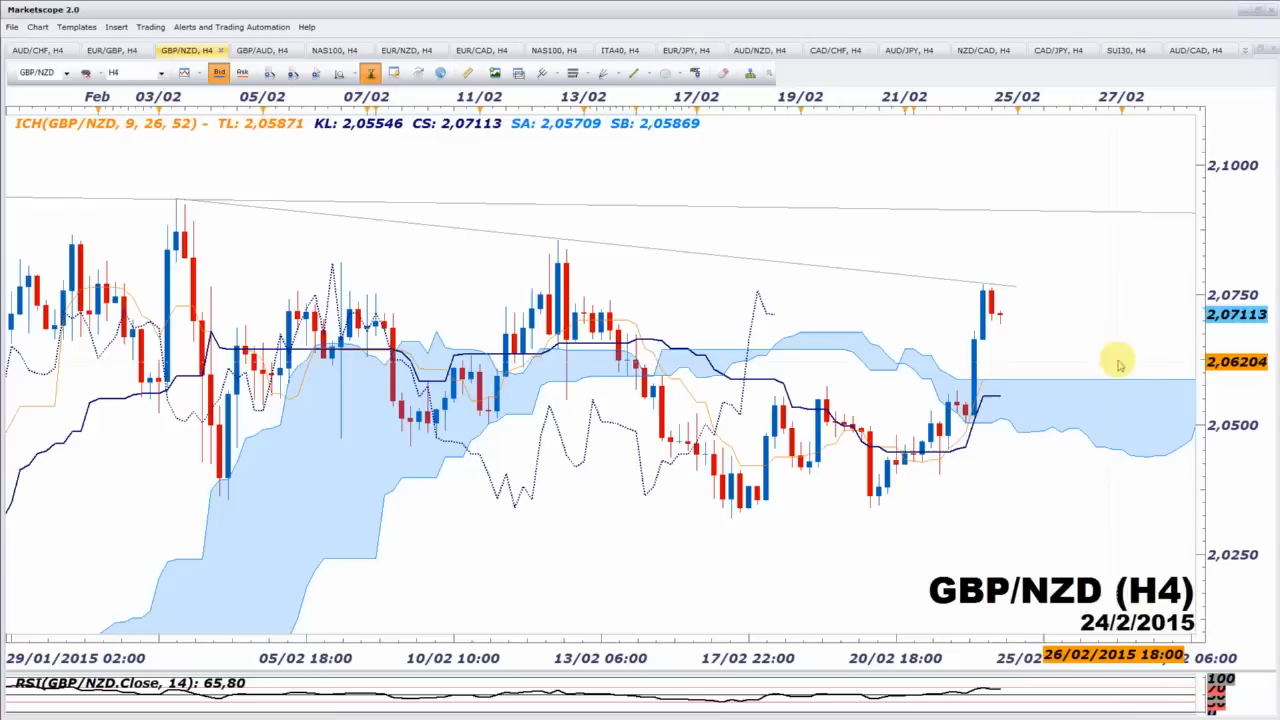 Marketscope 2.0
File Chart Templates Insert Trading Alerts and Trading Automation Help
AUD/CHF, H4 EUR/GBP, H4 GBP/NZD, H4 GBP/AUD, H4 NAS100, H4 EUR/NZD, H4 EUR/CAD, H4 NAS100, H4 ITA40, H4 EUR/JPY, H4 AUD/NZD, H4 CAD/CHF, H4 AUD/JPY, H4 NZD/CAD, H4 CAD/JPY, H4 SUI30, H4 AUD/CAD, H4
GBP/NZD H4 Bid Rsk
Feb 03/02 05/02 07/02 11/02 13/02 17/02 19/02 21/02 25/02 27/02
ICH(GBP/NZD, 9, 26, 52) - TL: 2,05871 KL: 2,05546 CS: 2,07113 SA: 2,05709 SB: 2,05869
2,1000
2,0750
2,07113
2,06204
2,0500
2,0250
GBP/NZD (H4)
24/2/2015
29/01/2015 02:00 05/02 18:00 10/02 10:00 13/02 06:00 17/02 22:00 20/02 18:00 25/02 26/02/2015 18:00 06:00
RSI(GBP/NZD.Close, 14): 65,80
100